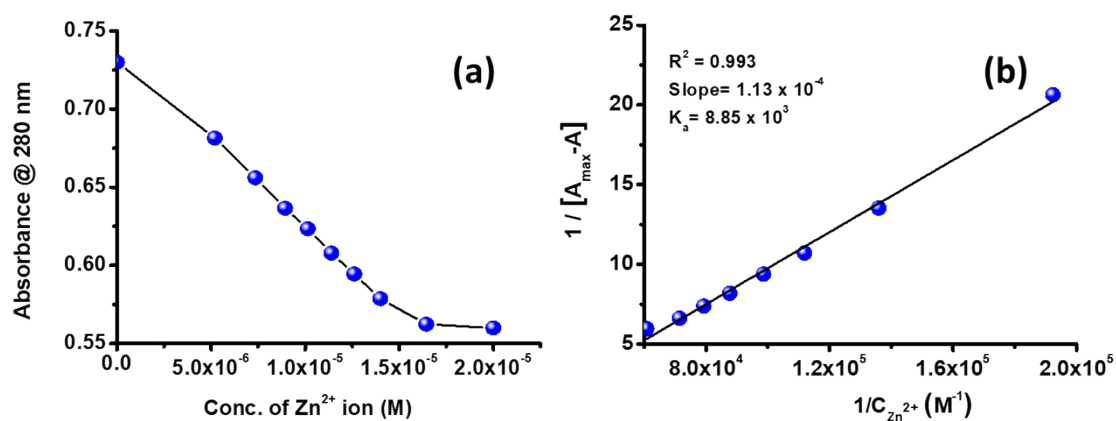 (a)
0.75
0.70
0.65
0.60
0.55
Absorbance @ 280 nm
0.0 5.0x10⁻⁶ 1.0x10⁻⁵ 1.5x10⁻⁵ 2.0x10⁻⁵
Conc. of Zn²⁺ ion (M)
(b)
R² = 0.993
Slope= 1.13 x 10⁻⁴
Kₐ= 8.85 x 10³
25
20
15
10
5
1 / [Aₘₐₓ-A]
8.0x10⁴ 1.2x10⁵ 1.6x10⁵ 2.0x10⁵
1/C_Zn²⁺ (M⁻¹)